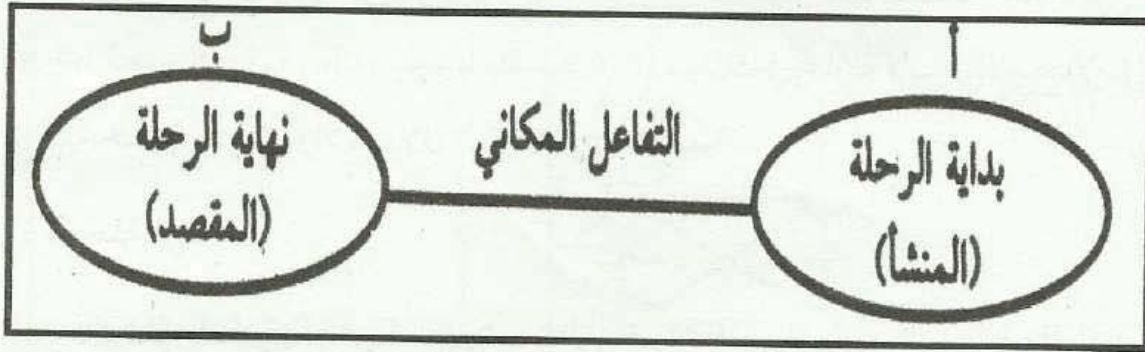 أ
ب
بداية الرحلة
(المنشأ)
التفاعل المكاني
نهاية الرحلة
(المقصد)